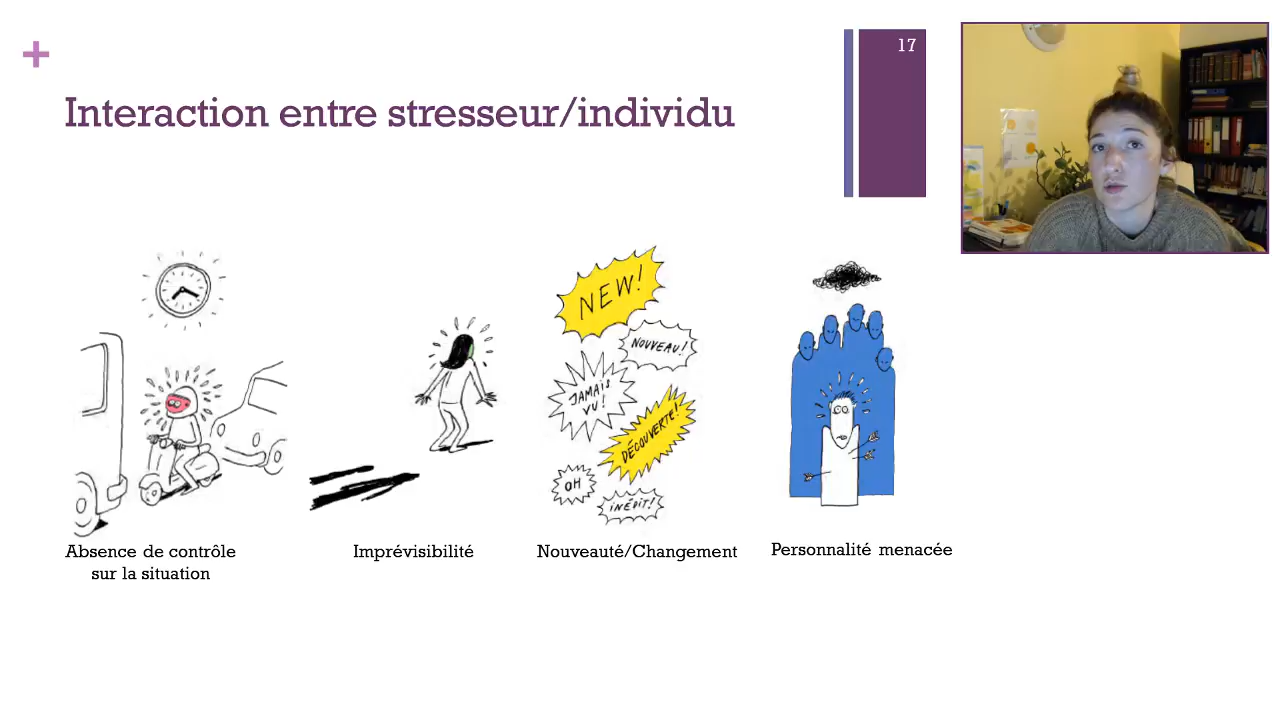 17
Interaction entre stresseur/individu
NEW!
NOUVEAU!
JAMAIS
VU!
DÉCOUVERTE!
OH
INÉDIT!
Absence de contrôle
sur la situation
Imprévisibilité
Nouveauté/Changement
Personnalité menacée